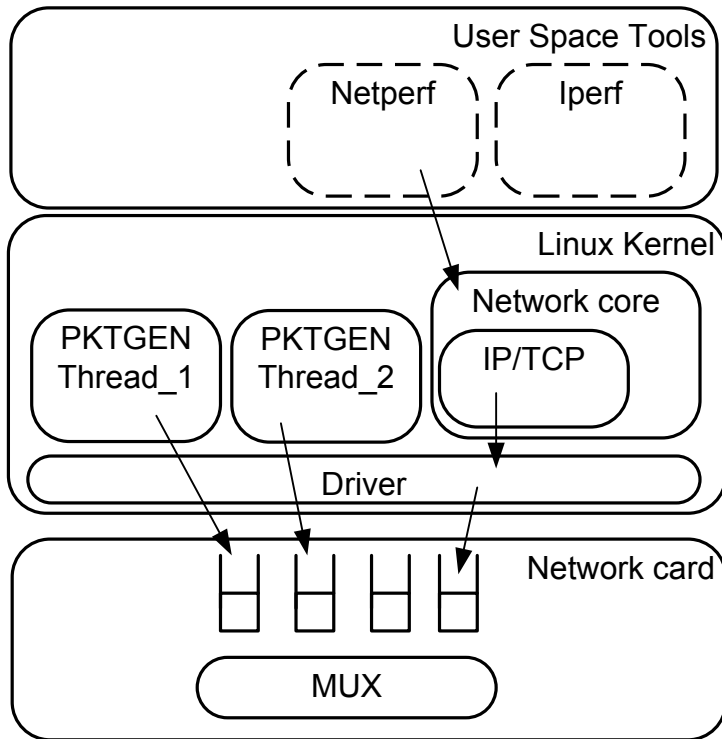 User Space Tools
Netperf
Iperf
Linux Kernel
Network core
PKTGEN
Thread_1
PKTGEN
Thread_2
IP/TCP
Driver
Network card
MUX